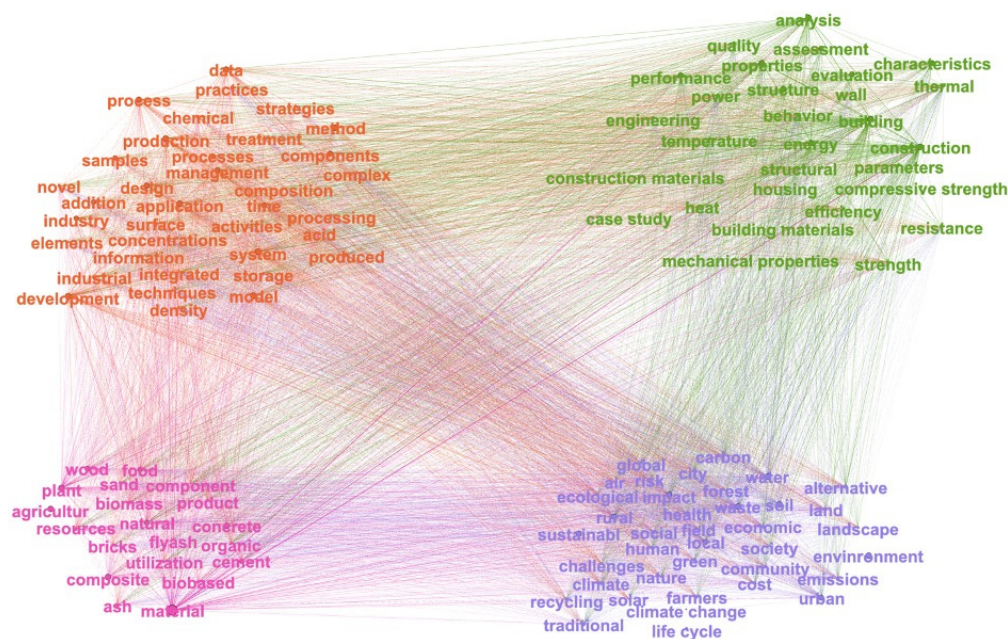 data
practices
process
strategies
chemical
method
production
treatment
samples
processes
components
management
complex
novel
design
composition
addition
application
time
industry
surface
activities
processing
acid
elements
concentrations
information
system
produced
industrial
integrated
storage
development
techniques
model
density
analysis
quality
assessment
properties
characteristics
performance
evaluation
thermal
power
structure
wall
engineering
behavior
building
temperature
energy
construction
structural
parameters
construction materials
housing
compressive strength
heat
case study
efficiency
building materials
resistance
mechanical properties
strength
wood
food
plant
sand
component
agricultur
biomass
product
resources
natural
concrete
bricks
flyash
organic
utilization
cement
composite
biobased
ash
material
carbon
global
city
water
air
risk
alternative
ecological
impact
forest
rural
health
waste
soil
land
sustainabl
social
field
economic
landscape
human
local
society
envinronment
challenges
green
community
climate
nature
cost
emissions
recycling
solar
farmers
urban
climate change
traditional
life cycle